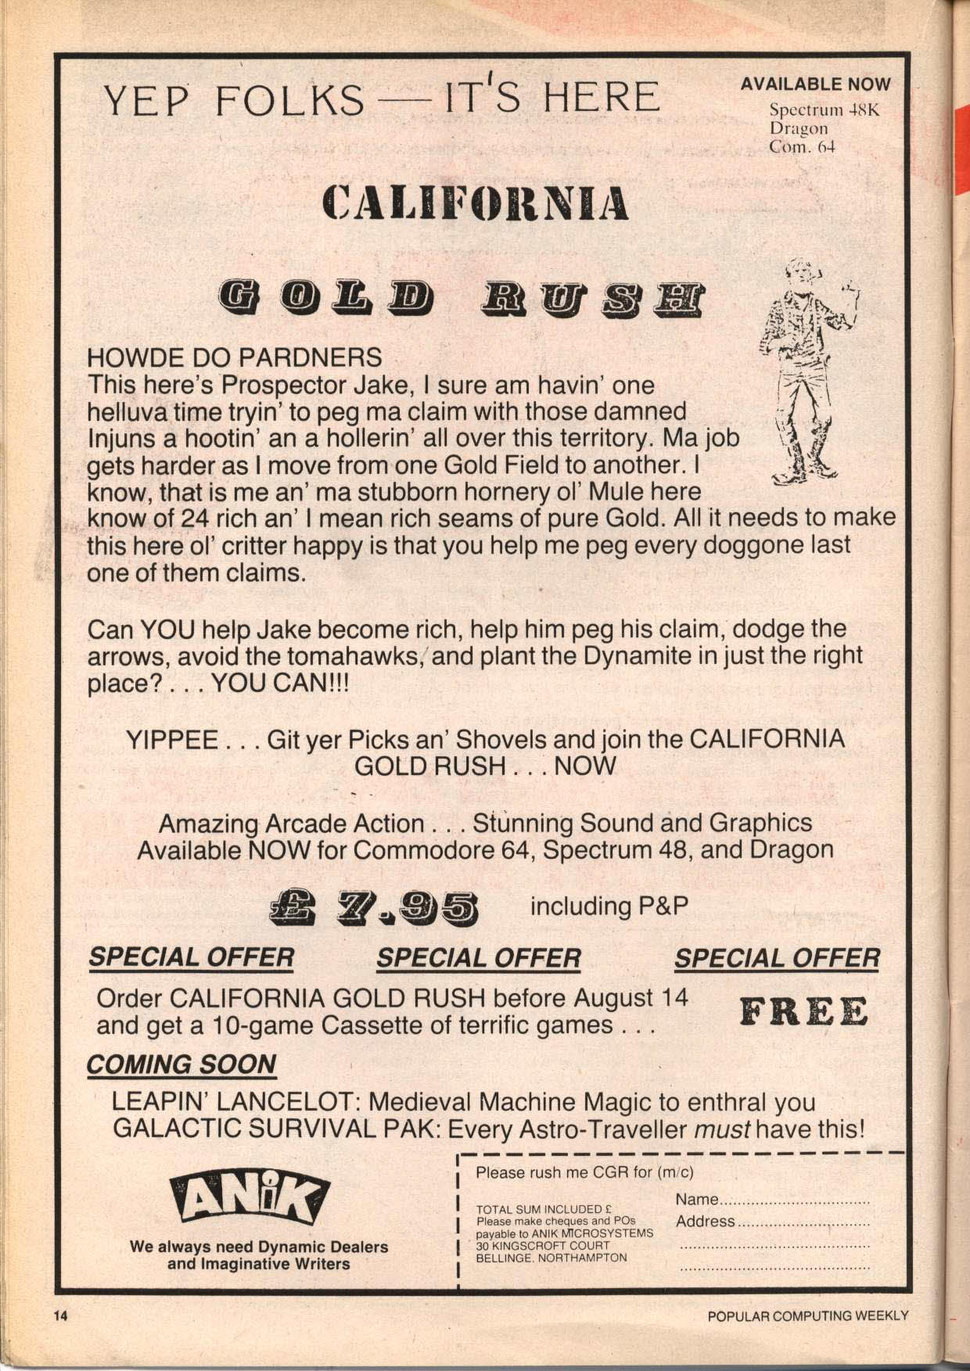 YEP FOLKS — IT'S HERE
AVAILABLE NOW
Spectrum 48K
Dragon
Com. 64
CALIFORNIA
GOLD RUSH
HOWDE DO PARDNERS
This here's Prospector Jake, I sure am havin' one
helluva time tryin' to peg ma claim with those damned
Injuns a hootin' an a hollerin' all over this territory. Ma job
gets harder as I move from one Gold Field to another. I
know, that is me an' ma stubborn hornery ol' Mule here
know of 24 rich an' I mean rich seams of pure Gold. All it needs to make
this here ol' critter happy is that you help me peg every doggone last
one of them claims.
Can YOU help Jake become rich, help him peg his claim, dodge the
arrows, avoid the tomahawks, and plant the Dynamite in just the right
place? . . . YOU CAN!!!
YIPPEE . . . Git yer Picks an' Shovels and join the CALIFORNIA
GOLD RUSH . . . NOW
Amazing Arcade Action . . . Stunning Sound and Graphics
Available NOW for Commodore 64, Spectrum 48, and Dragon
£7.95 including P&P
SPECIAL OFFER SPECIAL OFFER SPECIAL OFFER
Order CALIFORNIA GOLD RUSH before August 14
and get a 10-game Cassette of terrific games . . .
FREE
COMING SOON
LEAPIN' LANCELOT: Medieval Machine Magic to enthral you
GALACTIC SURVIVAL PAK: Every Astro-Traveller must have this!
ANiK
We always need Dynamic Dealers
and Imaginative Writers
Please rush me CGR for (m/c)
TOTAL SUM INCLUDED £
Please make cheques and POs
payable to ANIK MICROSYSTEMS
30 KINGSCROFT COURT
BELLINGE. NORTHAMPTON
Name
Address
14
POPULAR COMPUTING WEEKLY